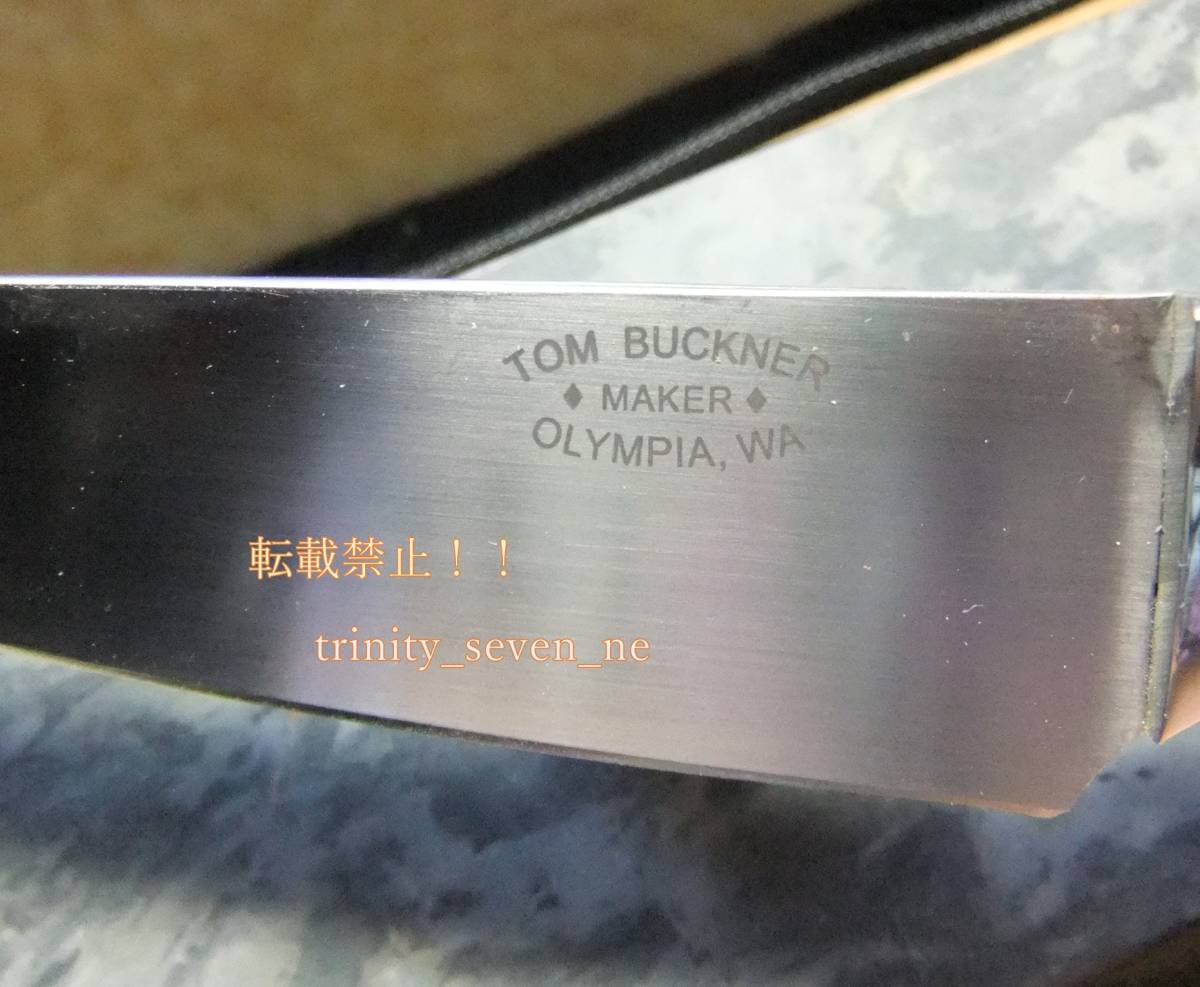 TOM BUCKNER
♦ MAKER ♦
OLYMPIA, WA
転載禁止！！
trinity_seven_ne